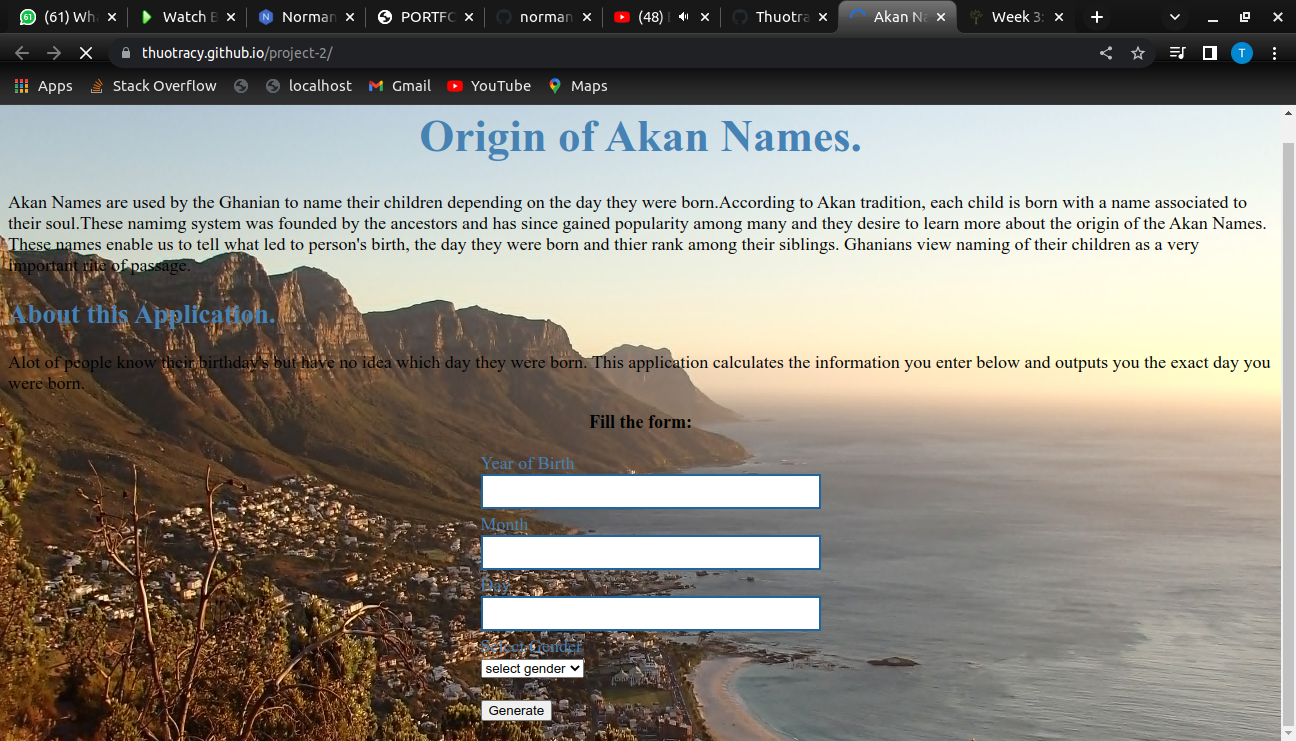 (61) Wh
Watch B
Norman
PORTFO
norman
(48)
Thuotra
Akan Na
Week 3:
thuotracy.github.io/project-2/
T
Apps
Stack Overflow
localhost
Gmail
YouTube
Maps
Origin of Akan Names.
Akan Names are used by the Ghanian to name their children depending on the day they were born.According to Akan tradition, each child is born with a name associated to
their soul.These namimg system was founded by the ancestors and has since gained popularity among many and they desire to learn more about the origin of the Akan Names.
These names enable us to tell what led to person's birth, the day they were born and thier rank among their siblings. Ghanians view naming of their children as a very
important rite of passage.
About this Application.
Alot of people know their birthday's but have no idea which day they were born. This application calculates the information you enter below and outputs you the exact day you
were born.
Fill the form:
Year of Birth
Month
Day
Select Gender
select gender
Generate